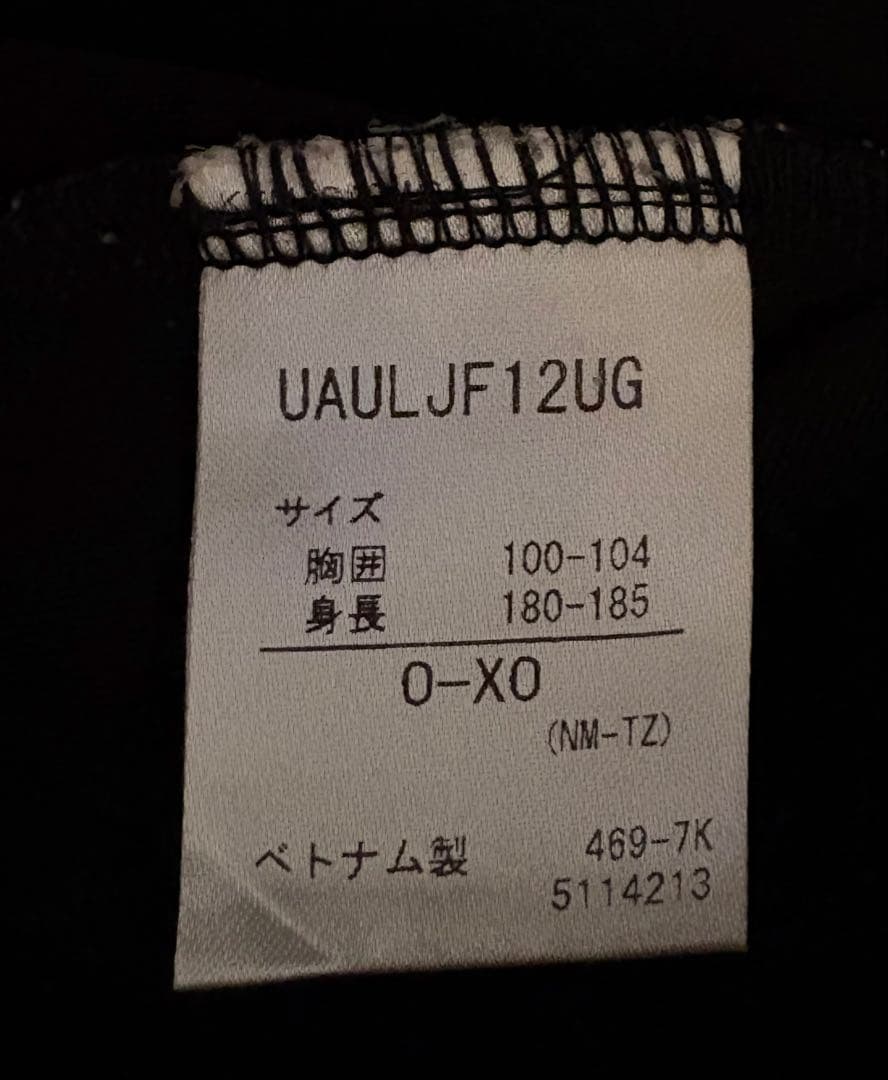 UAULJF12UG
サイズ
胸囲 100-104
身長 180-185
O-XO
(NM-TZ)
ベトナム製 469-7K
5114213